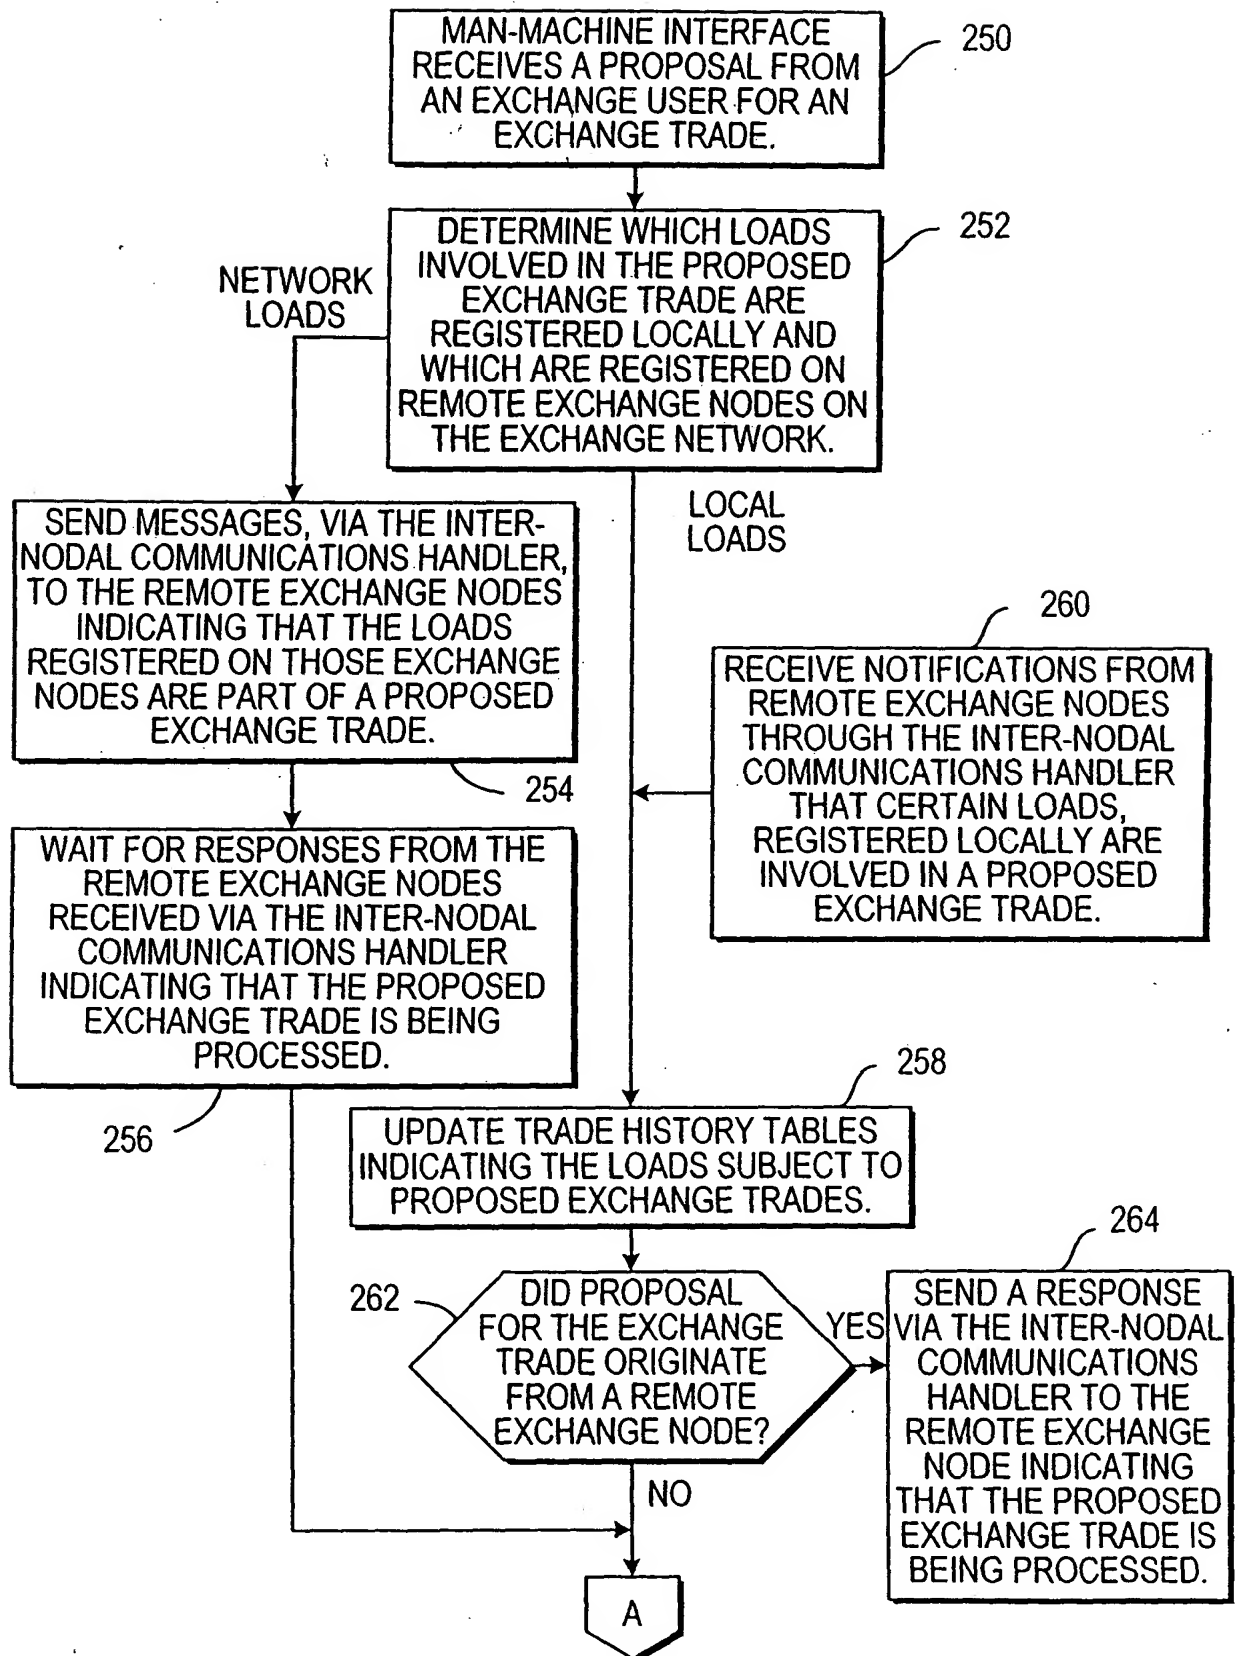 MAN-MACHINE INTERFACE
RECEIVES A PROPOSAL FROM
AN EXCHANGE USER FOR AN
EXCHANGE TRADE.
250
DETERMINE WHICH LOADS
INVOLVED IN THE PROPOSED
EXCHANGE TRADE ARE
REGISTERED LOCALLY AND
WHICH ARE REGISTERED ON
REMOTE EXCHANGE NODES ON
THE EXCHANGE NETWORK.
252
NETWORK
LOADS
LOCAL
LOADS
SEND MESSAGES, VIA THE INTER-
NODAL COMMUNICATIONS HANDLER,
TO THE REMOTE EXCHANGE NODES
INDICATING THAT THE LOADS
REGISTERED ON THOSE EXCHANGE
NODES ARE PART OF A PROPOSED
EXCHANGE TRADE.
254
260
RECEIVE NOTIFICATIONS FROM
REMOTE EXCHANGE NODES
THROUGH THE INTER-NODAL
COMMUNICATIONS HANDLER
THAT CERTAIN LOADS,
REGISTERED LOCALLY ARE
INVOLVED IN A PROPOSED
EXCHANGE TRADE.
WAIT FOR RESPONSES FROM THE
REMOTE EXCHANGE NODES
RECEIVED VIA THE INTER-NODAL
COMMUNICATIONS HANDLER
INDICATING THAT THE PROPOSED
EXCHANGE TRADE IS BEING
PROCESSED.
256
258
UPDATE TRADE HISTORY TABLES
INDICATING THE LOADS SUBJECT TO
PROPOSED EXCHANGE TRADES.
262
DID PROPOSAL
FOR THE EXCHANGE
TRADE ORIGINATE
FROM A REMOTE
EXCHANGE NODE?
YES
264
SEND A RESPONSE
VIA THE INTER-NODAL
COMMUNICATIONS
HANDLER TO THE
REMOTE EXCHANGE
NODE INDICATING
THAT THE PROPOSED
EXCHANGE TRADE IS
BEING PROCESSED.
NO
A